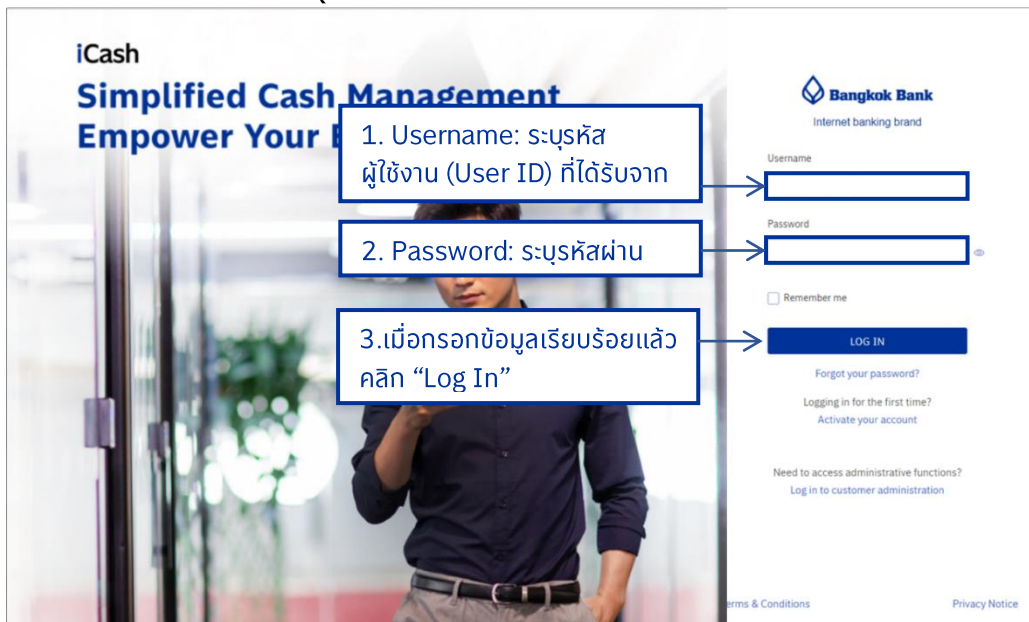 iCash
Simplified Cash Management
Empower Your
1. Username: ระบุรหัส
ผู้ใช้งาน (User ID) ที่ได้รับจาก
2. Password: ระบุรหัสผ่าน
3.เมื่อกรอกข้อมูลเรียบร้อยแล้ว
คลิก “Log In”
Bangkok Bank
Internet banking brand
Username
Password
Remember me
LOG IN
Forgot your password?
Logging in for the first time?
Activate your account
Need to access administrative functions?
Log in to customer administration
erms & Conditions
Privacy Notice